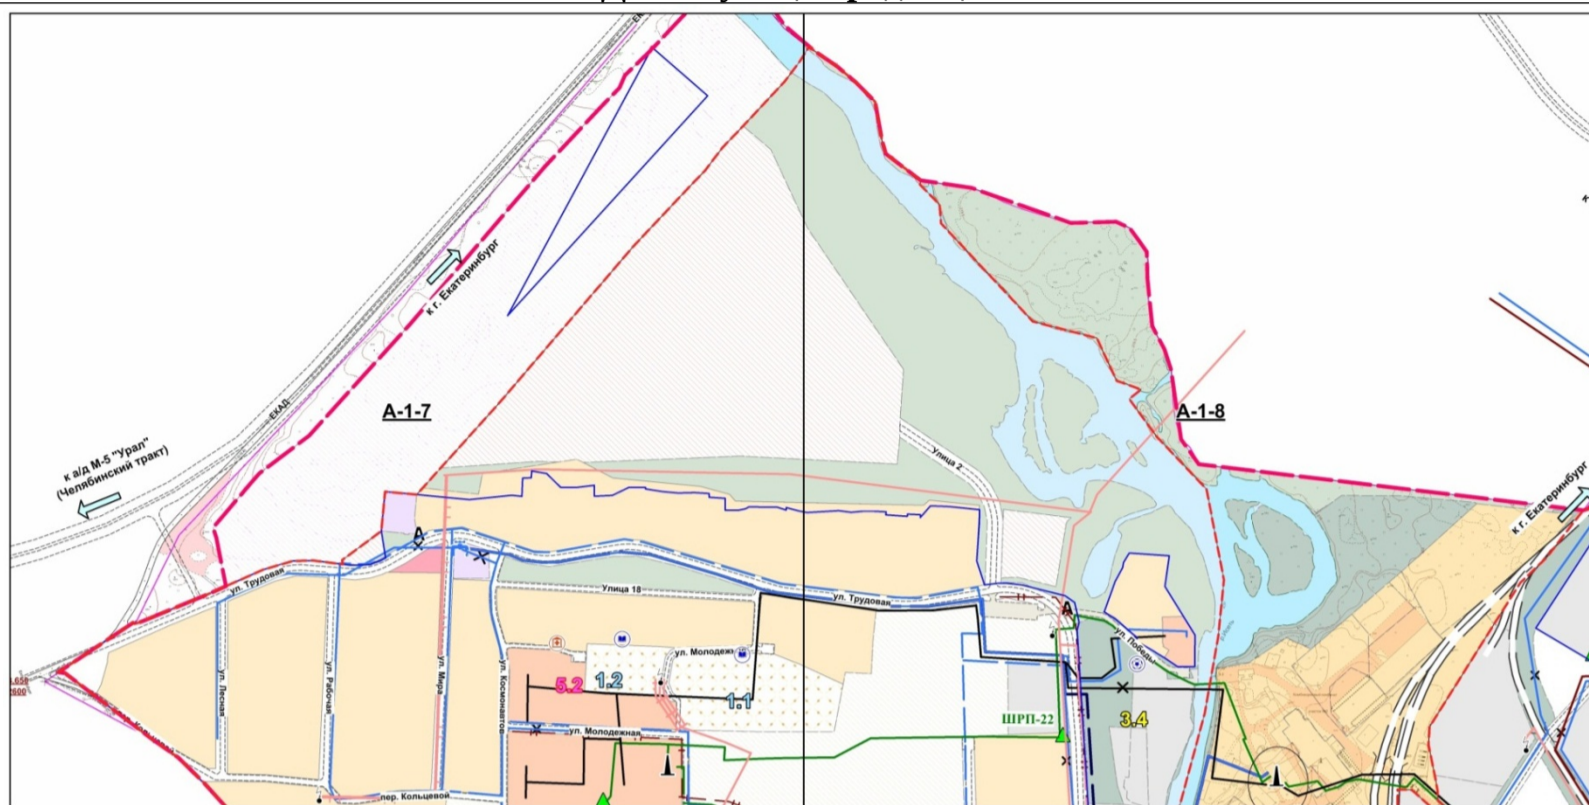 ЕКАД
к г. Екатеринбург
А-1-7
А-1-8
к а/д М-5 "Урал"
(Челябинский тракт)
Улица 2
к г. Екатеринбург
А
ул. Трудовая
Улица 18
ул. Трудовая
А
ул. Победы
ул. Лесная
ул. Рабочая
ул. Мира
ул. Космонавтов
5.2
1.2
ул. Молодежн
1.1
3.4
ШРП-22
ул. Молодежная
пер. Кольцевой